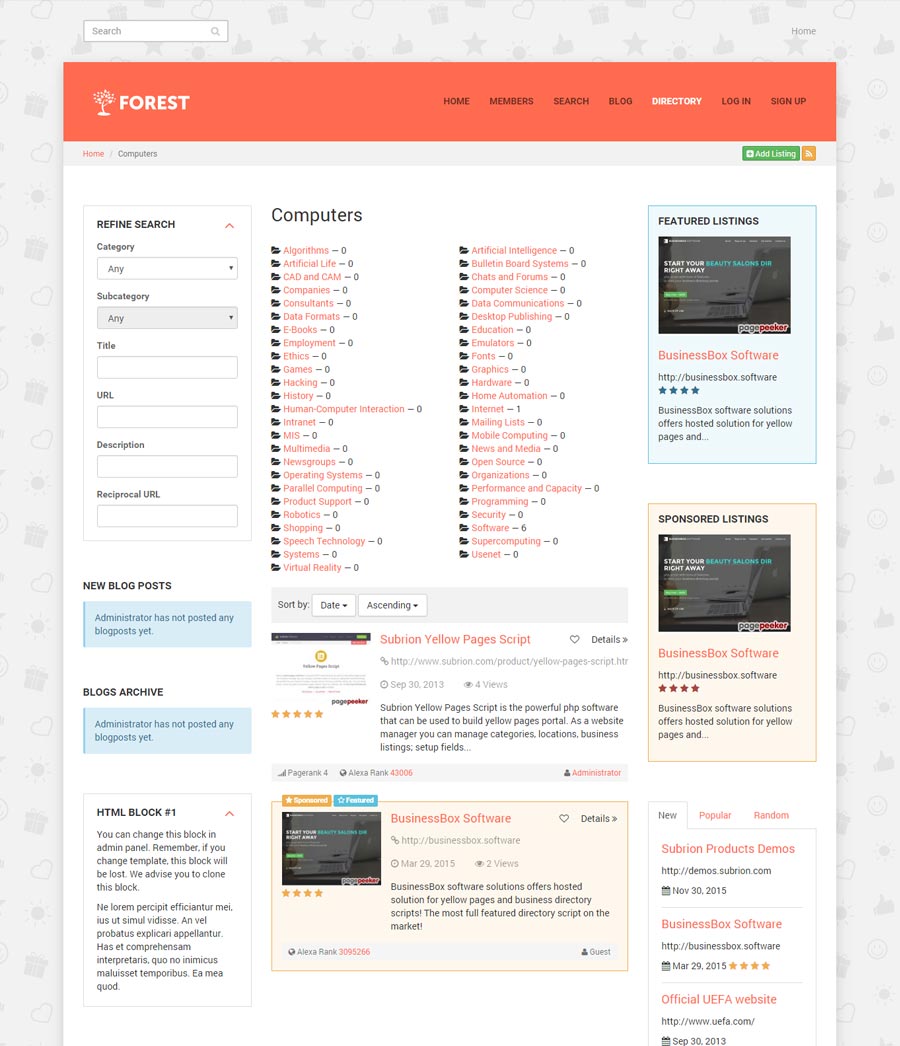 Search
Home
FOREST
HOME MEMBERS SEARCH BLOG DIRECTORY LOG IN SIGN UP
Home / Computers
Add Listing
REFINE SEARCH
Category
Any
Subcategory
Any
Title
URL
Description
Reciprocal URL
NEW BLOG POSTS
Administrator has not posted any
blogposts yet.
BLOGS ARCHIVE
Administrator has not posted any
blogposts yet.
HTML BLOCK #1
You can change this block in
admin panel. Remember, if you
change template, this block will
be lost. We advise you to clone
this block.
Ne lorem percipit efficiantur mei,
ius ut simul vidisse. An vel
probatus explicari appellantur.
Has et comprehensam
interpretaris, quo no inimicus
maluisset temporibus. Ea mea
quod.
Computers
Algorithms — 0
Artificial Life — 0
CAD and CAM — 0
Companies — 0
Consultants — 0
Data Formats — 0
E-Books — 0
Employment — 0
Ethics — 0
Games — 0
Hacking — 0
History — 0
Human-Computer Interaction — 0
Intranet — 0
MIS — 0
Multimedia — 0
Newsgroups — 0
Operating Systems — 0
Parallel Computing — 0
Product Support — 0
Robotics — 0
Shopping — 0
Speech Technology — 0
Systems — 0
Virtual Reality — 0
Artificial Intelligence — 0
Bulletin Board Systems — 0
Chats and Forums — 0
Computer Science — 0
Data Communications — 0
Desktop Publishing — 0
Education — 0
Emulators — 0
Fonts — 0
Graphics — 0
Hardware — 0
Home Automation — 0
Internet — 1
Mailing Lists — 0
Mobile Computing — 0
News and Media — 0
Open Source — 0
Organizations — 0
Performance and Capacity — 0
Programming — 0
Security — 0
Software — 6
Supercomputing — 0
Usenet — 0
Sort by: Date Ascending
Yellow Pages Script
pagepeeker
Subrion Yellow Pages Script
Details »
http://www.subrion.com/product/yellow-pages-script.htr
Sep 30, 2013 4 Views
Subrion Yellow Pages Script is the powerful php software
that can be used to build yellow pages portal. As a website
manager you can manage categories, locations, business
listings; setup fields...
Pagerank 4 Alexa Rank 43006 Administrator
Sponsored Featured
START YOUR BEAUTY SALONS DIR
RIGHT AWAY
pagepeeker
BusinessBox Software
Details »
http://businessbox.software
Mar 29, 2015 2 Views
BusinessBox software solutions offers hosted
solution for yellow pages and business directory
scripts! The most full featured directory script on the
market!
Alexa Rank 3095266 Guest
FEATURED LISTINGS
START YOUR BEAUTY SALONS DIR
RIGHT AWAY
pagepeeker
BusinessBox Software
http://businessbox.software
BusinessBox software solutions
offers hosted solution for yellow
pages and...
SPONSORED LISTINGS
START YOUR BEAUTY SALONS DIR
RIGHT AWAY
pagepeeker
BusinessBox Software
http://businessbox.software
BusinessBox software solutions
offers hosted solution for yellow
pages and...
New Popular Random
Subrion Products Demos
http://demos.subrion.com
Nov 30, 2015
BusinessBox Software
http://businessbox.software
Mar 29, 2015
Official UEFA website
http://www.uefa.com/
Sep 30, 2013